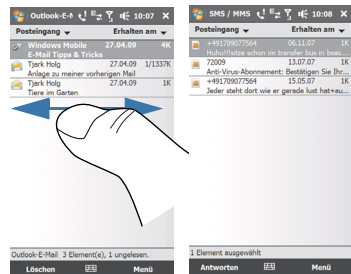 Outlook-E-M 10:07
Posteingang Erhalten am
Windows Mobile 27.04.09 4K
E-Mail Tipps & Tricks
Tjark Holg 27.04.09 1/1337K
Anlage zu meiner vorherigen Mail
Tjark Holg 27.04.09 1K
Tiere im Garten
Outlook-E-Mail 3 Element(e), 1 ungelesen.
Löschen Menü
SMS / MMS 10:08
Posteingang Erhalten am
+491709077564 06.11.07 1K
Huhu!!!sitze schon im transfer bus in bses...
72009 13.07.07 1K
Anti-Virus-Abonnement: Bestätigen Sie Ihr...
+491709077564 15.05.07 1K
Jeder steht dort wie er gerade lust hat+au...
1 Element ausgewählt
Antworten Menü